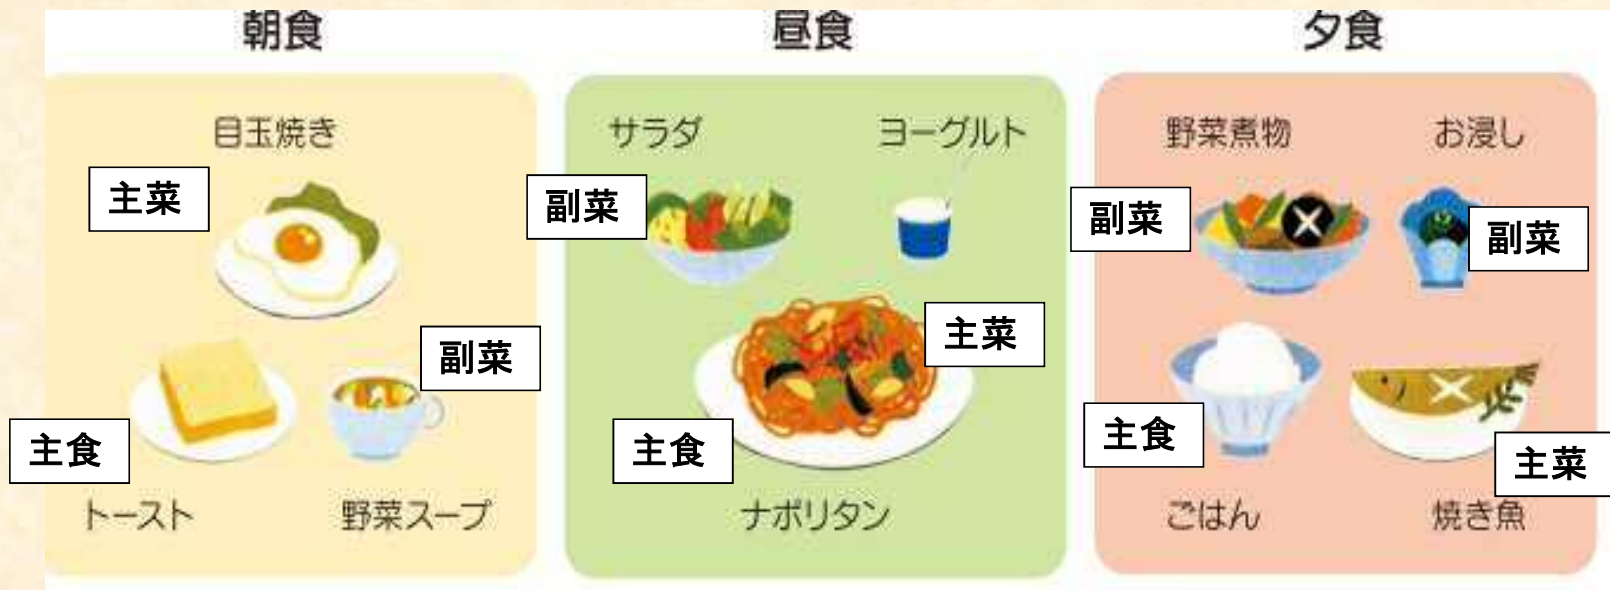 朝食
目玉焼き
主菜
副菜
主食
トースト
野菜スープ
昼食
サラダ
ヨーグルト
副菜
主菜
主食
ナポリタン
夕食
野菜煮物
お浸し
副菜
副菜
主食
主菜
ごはん
焼き魚